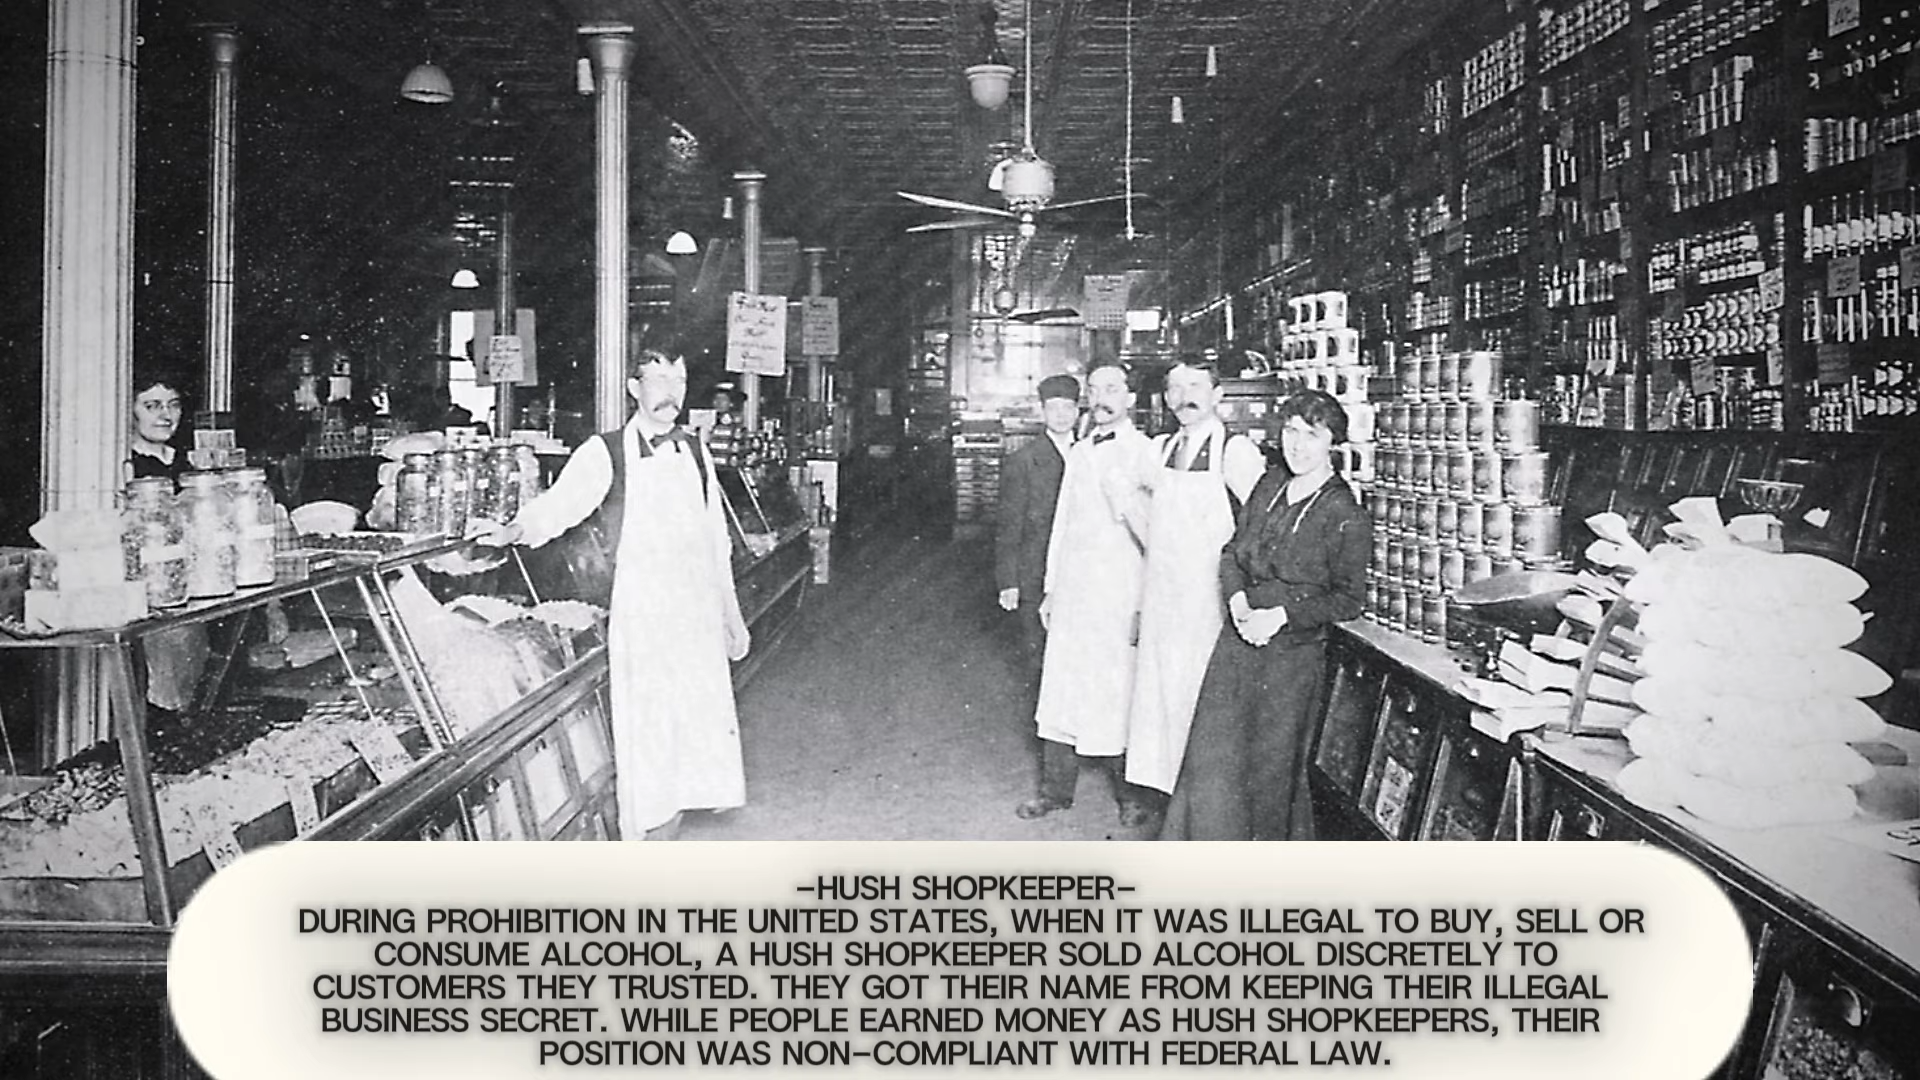 -HUSH SHOPKEEPER-
DURING PROHIBITION IN THE UNITED STATES, WHEN IT WAS ILLEGAL TO BUY, SELL OR
CONSUME ALCOHOL, A HUSH SHOPKEEPER SOLD ALCOHOL DISCRETELY TO
CUSTOMERS THEY TRUSTED. THEY GOT THEIR NAME FROM KEEPING THEIR ILLEGAL
BUSINESS SECRET. WHILE PEOPLE EARNED MONEY AS HUSH SHOPKEEPERS, THEIR
POSITION WAS NON-COMPLIANT WITH FEDERAL LAW.